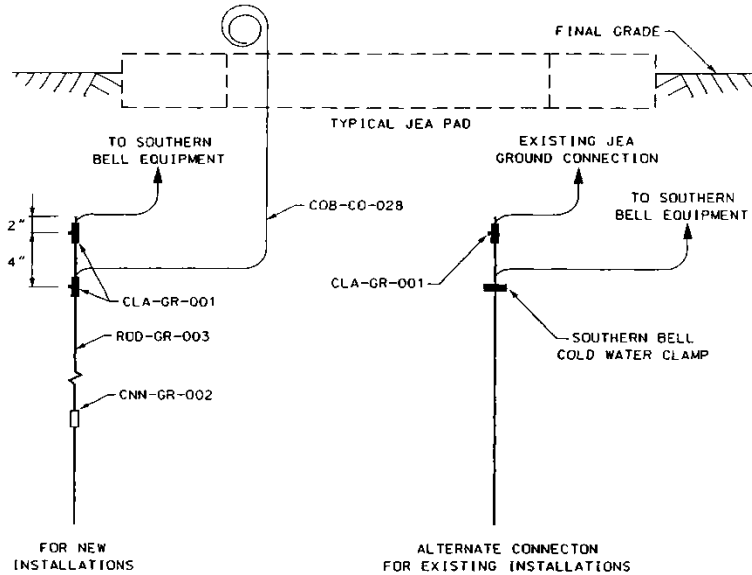 FINAL GRADE
TYPICAL JEA PAD
TO SOUTHERN
BELL EQUIPMENT
EXISTING JEA
GROUND CONNECTION
TO SOUTHERN
BELL EQUIPMENT
2"
COB-CO-028
4"
CLA-GR-001
CLA-GR-001
ROD-GR-003
SOUTHERN BELL
COLD WATER CLAMP
CNN-GR-002
FOR NEW
INSTALLATIONS
ALTERNATE CONNECTON
FOR EXISTING INSTALLATIONS